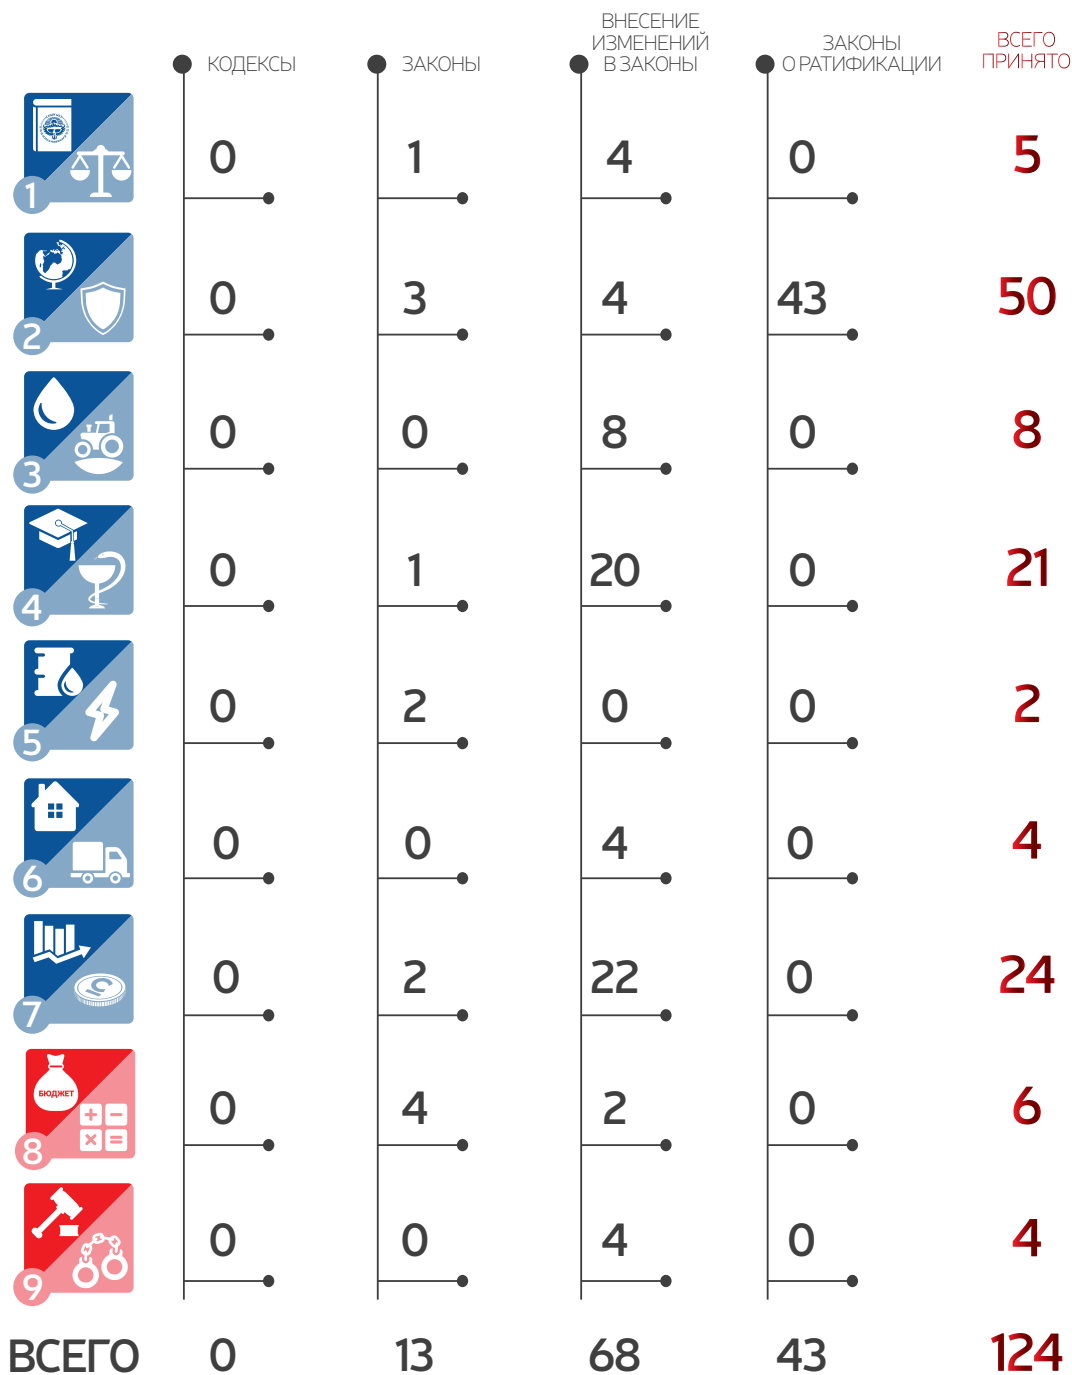 КОДЕКСЫ
ЗАКОНЫ
ВНЕСЕНИЕ
ИЗМЕНЕНИЙ
В ЗАКОНЫ
ЗАКОНЫ
О РАТИФИКАЦИИ
ВСЕГО
ПРИНЯТО
1 0 1 4 0 5
2 0 3 4 43 50
3 0 0 8 0 8
4 0 1 20 0 21
5 0 2 0 0 2
6 0 0 4 0 4
7 0 2 22 0 24
БЮДЖЕТ
8 0 4 2 0 6
9 0 0 4 0 4
ВСЕГО 0 13 68 43 124